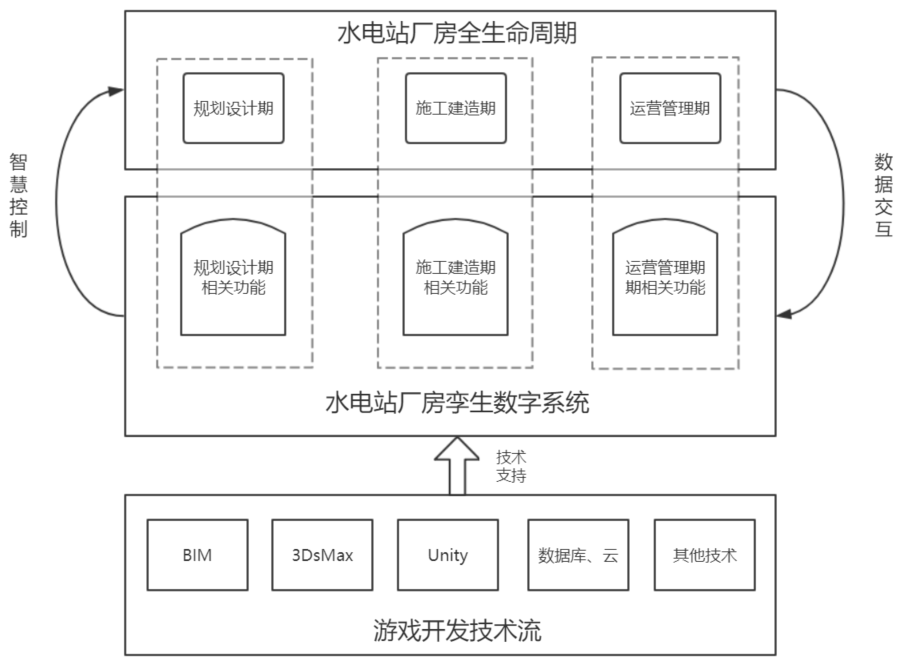 水电站厂房全生命周期
规划设计期
施工建造期
运营管理期
智慧控制
数据交互
规划设计期
相关功能
施工建造期
相关功能
运营管理期
期相关功能
水电站厂房孪生数字系统
技术
支持
BIM
3DsMax
Unity
数据库、云
其他技术
游戏开发技术流